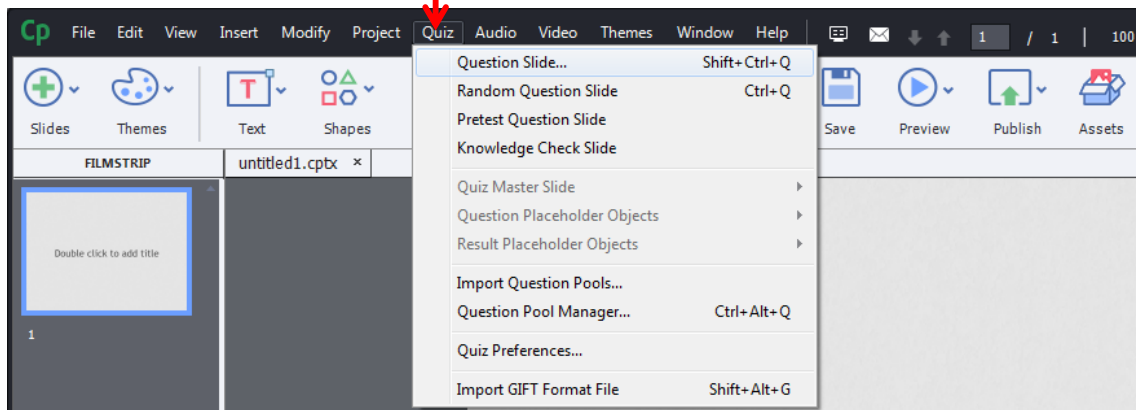 Cp File Edit View Insert Modify Project Quiz Audio Video Themes Window Help 1 / 1 100
Question Slide... Shift+Ctrl+Q
Random Question Slide Ctrl+Q
Pretest Question Slide
Knowledge Check Slide
Quiz Master Slide
Question Placeholder Objects
Result Placeholder Objects
Import Question Pools...
Question Pool Manager... Ctrl+Alt+Q
Quiz Preferences...
Import GIFT Format File Shift+Alt+G
T
Slides Themes Text Shapes Save Preview Publish Assets
FILMSTRIP untitled1.cptx ×
Double click to add title
1